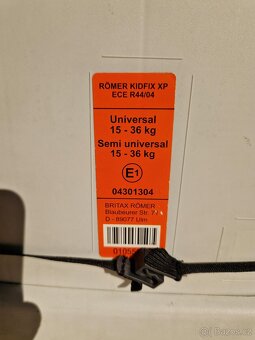 RÖMER KIDFIX XP
ECE R44/04
Universal
15 - 36 kg
Semi universal
15 - 36 kg
E1
04301304
BRITAX RÖMER
Blaubeurer Str. 71
D - 89077 Ulm